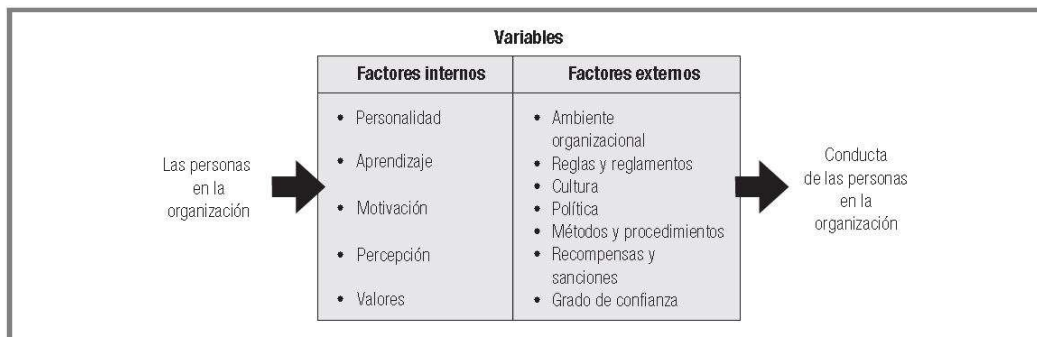 Variables
Factores internos
Factores externos
Las personas
en la
organización
• Personalidad
• Aprendizaje
• Motivación
• Percepción
• Valores
• Ambiente
organizacional
• Reglas y reglamentos
• Cultura
• Política
• Métodos y procedimientos
• Recompensas y
sanciones
• Grado de confianza
Conducta
de las personas
en la
organización